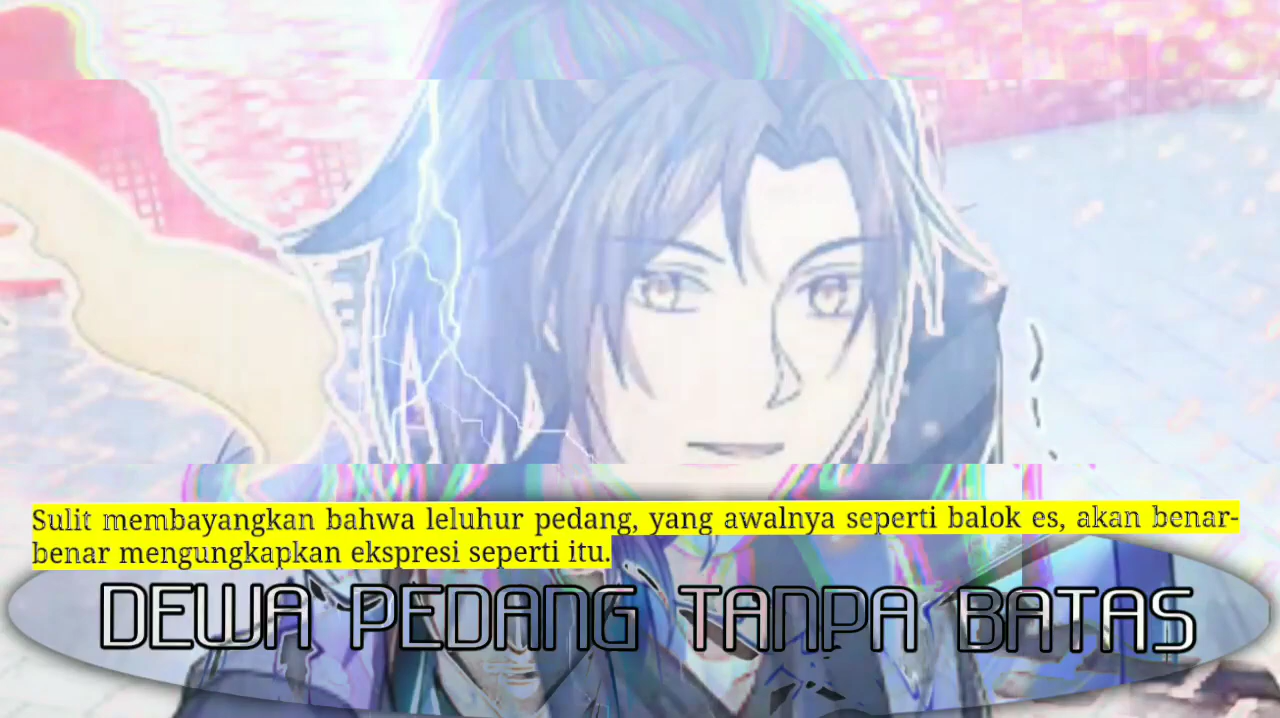 Sulit membayangkan bahwa leluhur pedang, yang awalnya seperti balok es, akan benar-
benar mengungkapkan ekspresi seperti itu.
DEWA PEDANG TANPA BATAS